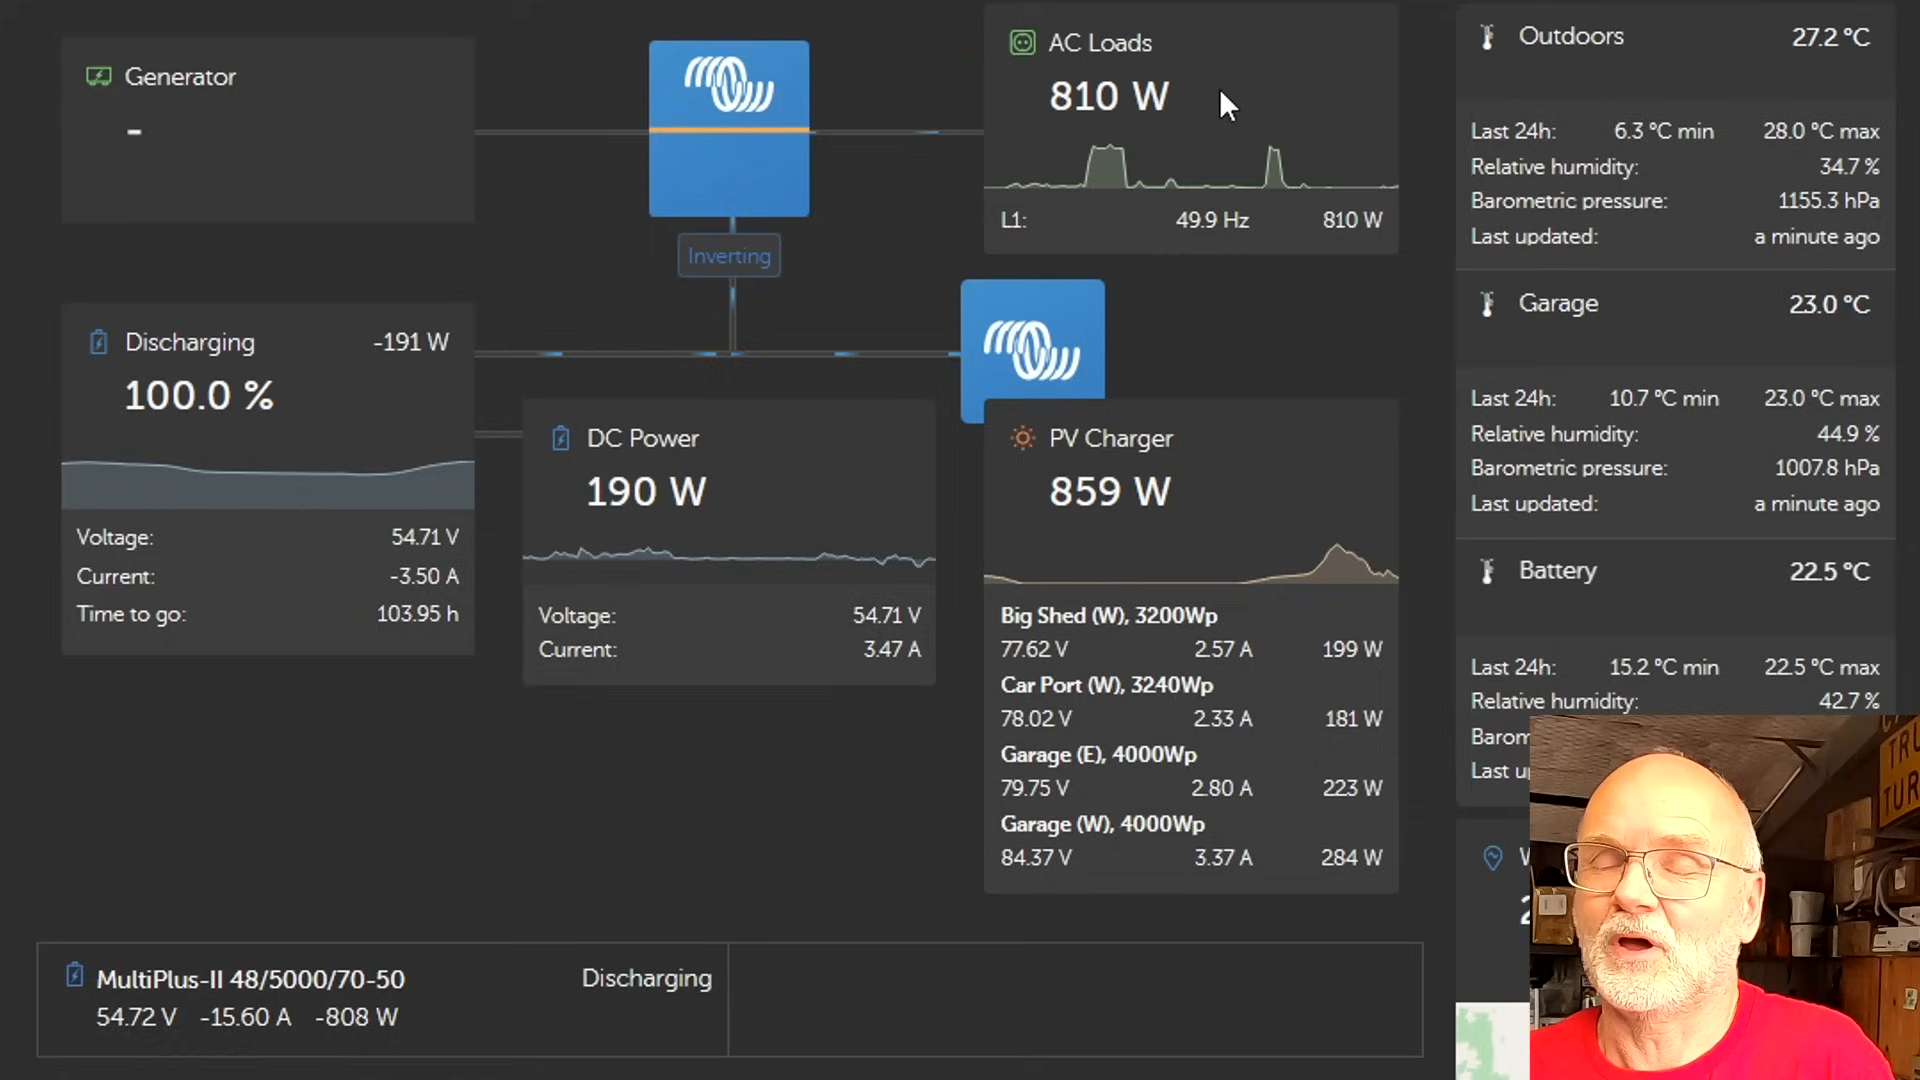 Generator
-
Inverting
AC Loads
810 W
L1: 49.9 Hz 810 W
Discharging -191 W
100.0 %
Voltage: 54.71 V
Current: -3.50 A
Time to go: 103.95 h
DC Power
190 W
Voltage: 54.71 V
Current: 3.47 A
PV Charger
859 W
Big Shed (W), 3200Wp
77.62 V 2.57 A 199 W
Car Port (W), 3240Wp
78.02 V 2.33 A 181 W
Garage (E), 4000Wp
79.75 V 2.80 A 223 W
Garage (W), 4000Wp
84.37 V 3.37 A 284 W
MultiPlus-II 48/5000/70-50 Discharging
54.72 V -15.60 A -808 W
Outdoors 27.2 °C
Last 24h: 6.3 °C min 28.0 °C max
Relative humidity: 34.7 %
Barometric pressure: 1155.3 hPa
Last updated: a minute ago
Garage 23.0 °C
Last 24h: 10.7 °C min 23.0 °C max
Relative humidity: 44.9 %
Barometric pressure: 1007.8 hPa
Last updated: a minute ago
Battery 22.5 °C
Last 24h: 15.2 °C min 22.5 °C max
Relative humidity: 42.7 %
Barom
Last u
TRU
TUR